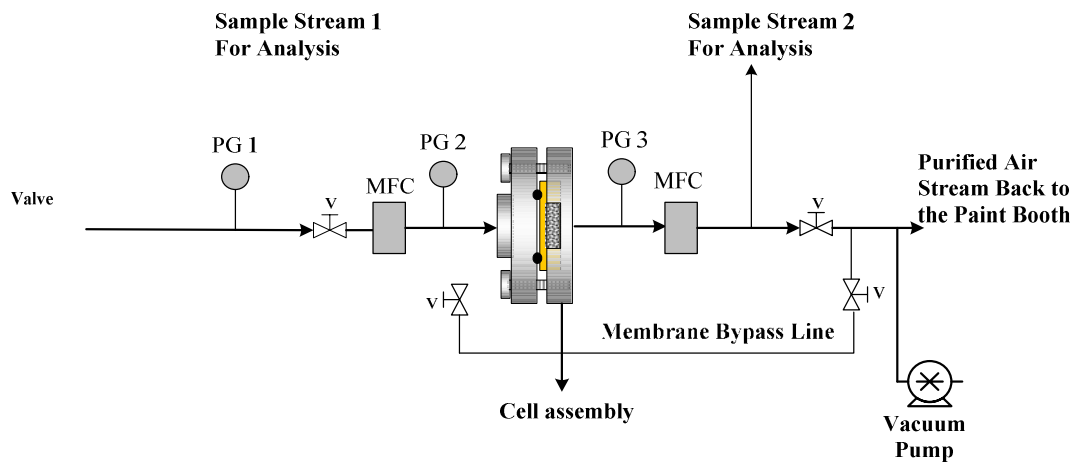 Sample Stream 1
For Analysis
Sample Stream 2
For Analysis
PG 1
PG 2
PG 3
MFC
MFC
Valve
V
V
Purified Air
Stream Back to
the Paint Booth
V
V
Membrane Bypass Line
Cell assembly
Vacuum
Pump